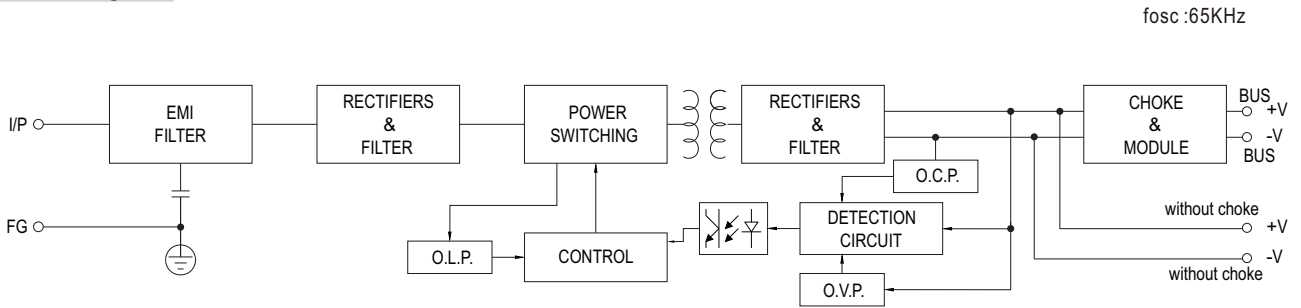 fosc :65KHz
I/P
EMI
FILTER
RECTIFIERS
&
FILTER
POWER
SWITCHING
RECTIFIERS
&
FILTER
CHOKE
&
MODULE
BUS
+V
-V
BUS
O.C.P.
FG
DETECTION
CIRCUIT
without choke
+V
-V
without choke
O.L.P.
CONTROL
O.V.P.